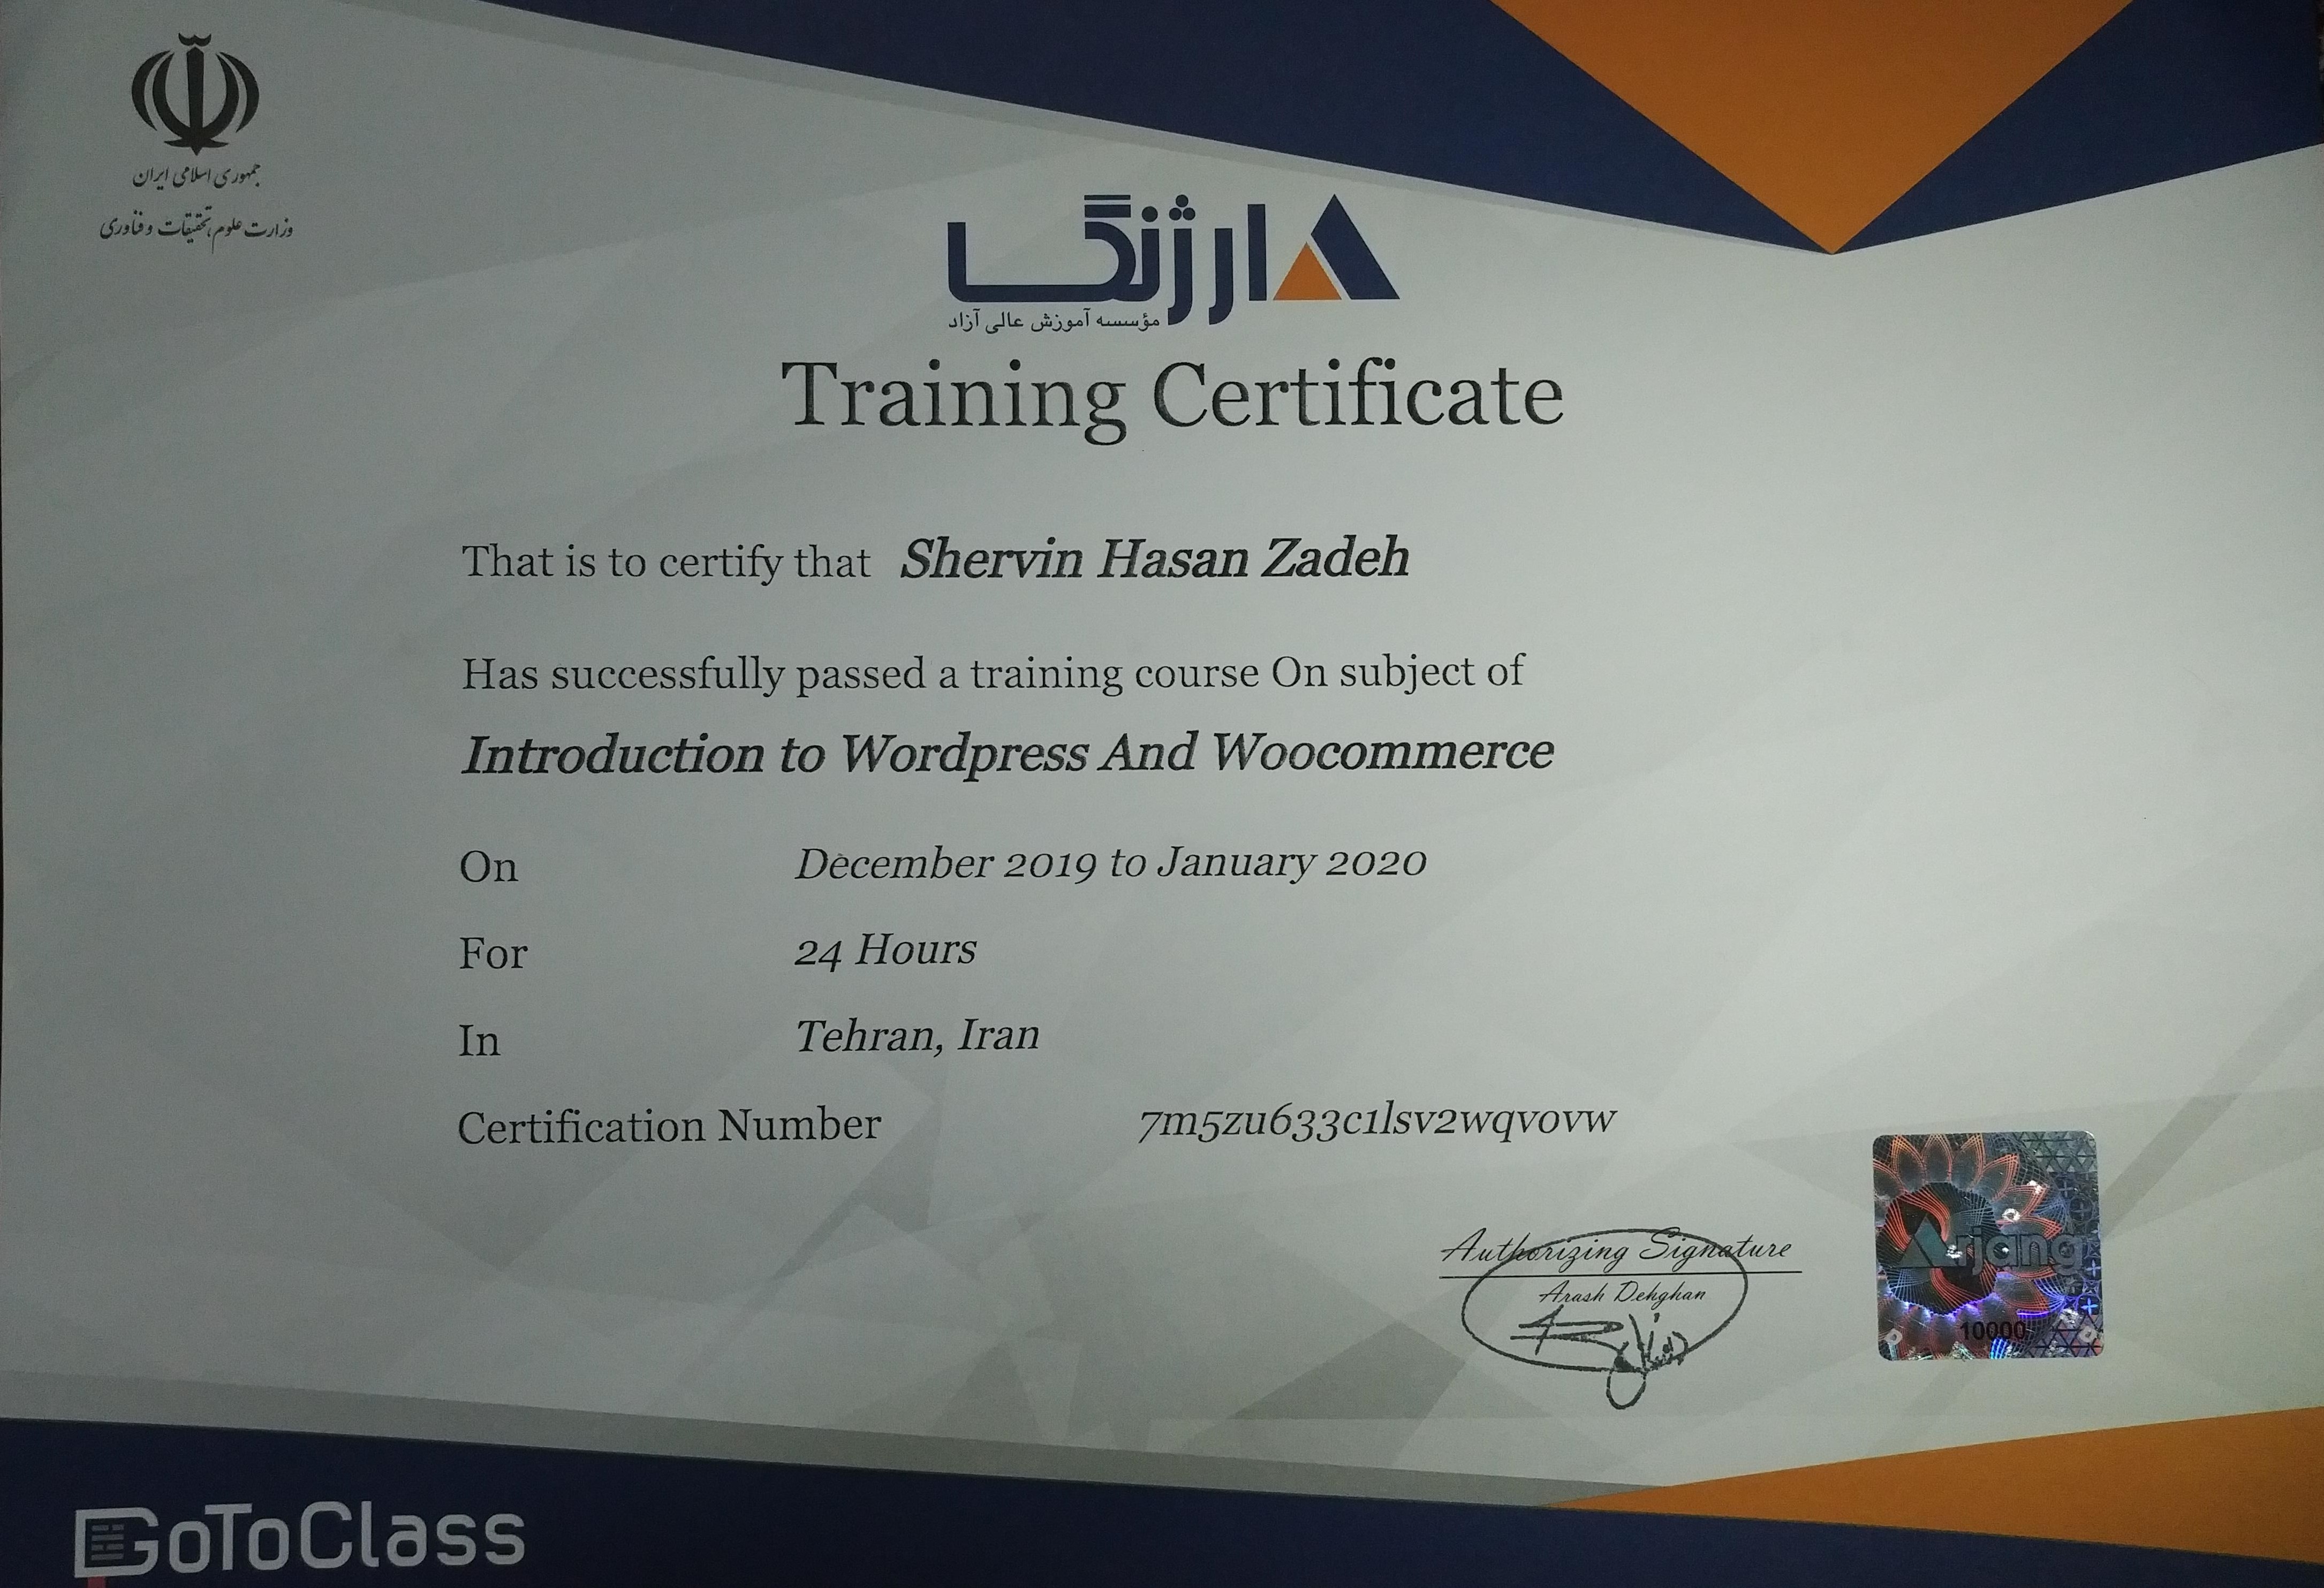 جمهوری اسلامی ایران
وزارت علوم، تحقیقات و فناوری
ارژنگ
مؤسسه آموزش عالی آزاد
Training Certificate
That is to certify that Shervin Hasan Zadeh
Has successfully passed a training course On subject of
Introduction to Wordpress And Woocommerce
On December 2019 to January 2020
For 24 Hours
In Tehran, Iran
Certification Number 7m5zu633c1lsv2wqvovw
Authorizing Signature
Arash Dehghan
Arjang
10000
GoToClass